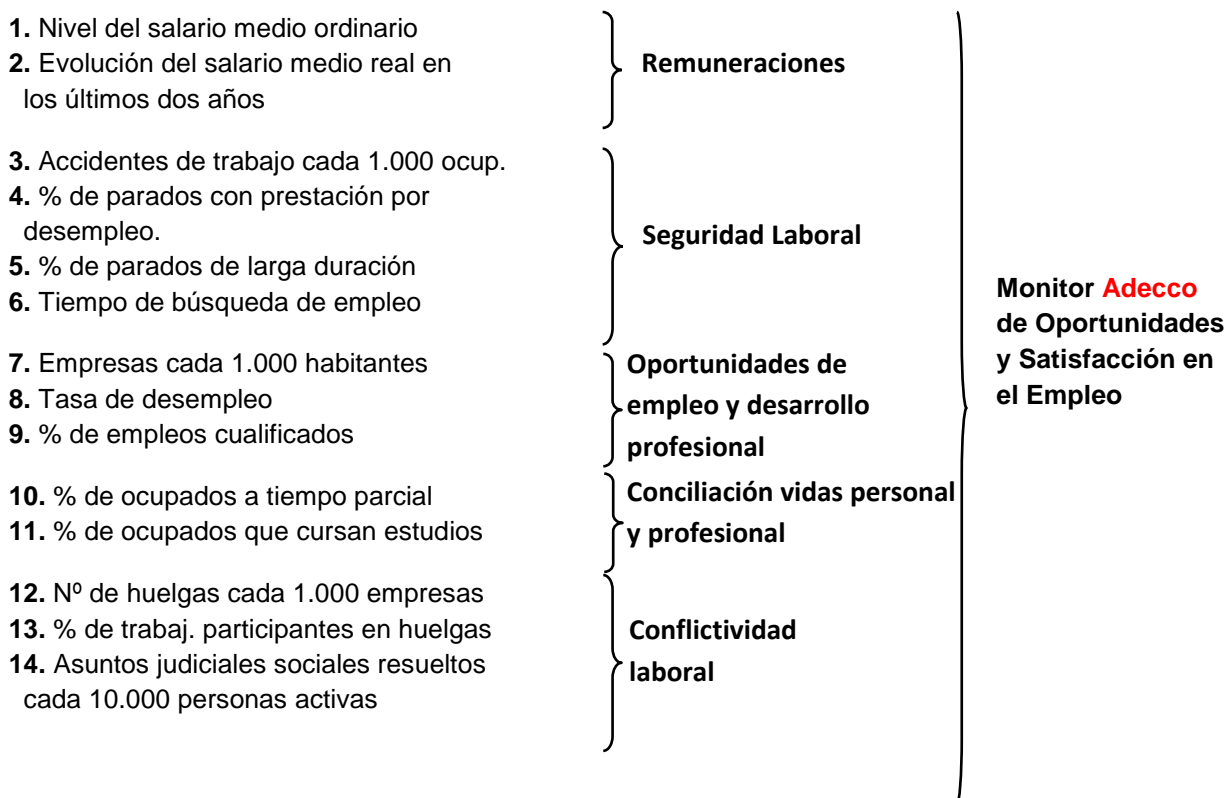 1. Nivel del salario medio ordinario
2. Evolución del salario medio real en
los últimos dos años
Remuneraciones
3. Accidentes de trabajo cada 1.000 ocup.
4. % de parados con prestación por
desempleo.
5. % de parados de larga duración
6. Tiempo de búsqueda de empleo
Seguridad Laboral
7. Empresas cada 1.000 habitantes
8. Tasa de desempleo
9. % de empleos cualificados
Oportunidades de
empleo y desarrollo
profesional
10. % de ocupados a tiempo parcial
11. % de ocupados que cursan estudios
Conciliación vidas personal
y profesional
12. Nº de huelgas cada 1.000 empresas
13. % de trabaj. participantes en huelgas
14. Asuntos judiciales sociales resueltos
cada 10.000 personas activas
Conflictividad
laboral
Monitor Adecco
de Oportunidades
y Satisfacción en
el Empleo